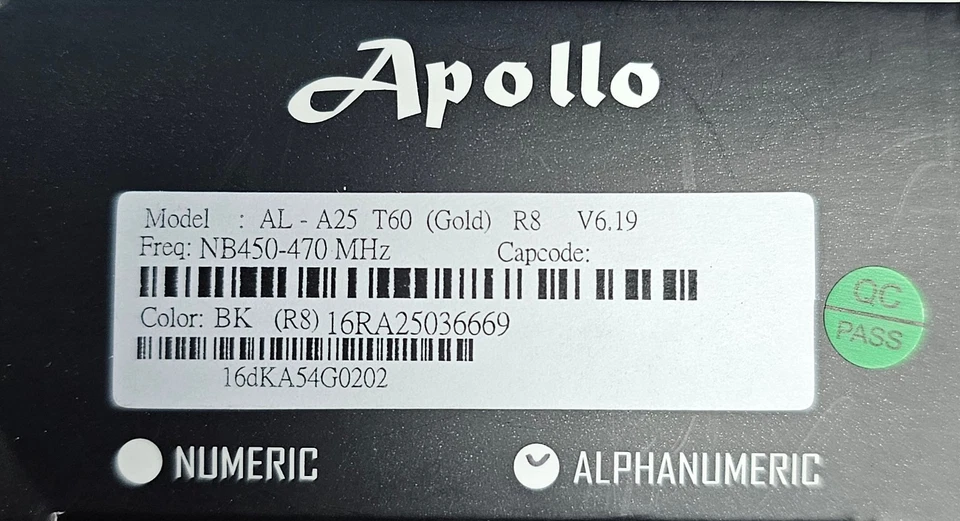 Apollo
Model : AL - A25 T60 (Gold) R8 V6.19
Freq: NB450-470 MHz Capcode:
Color: BK (R8) 16RA25036669
16dKA54G0202
QC
PASS
NUMERIC
ALPHANUMERIC